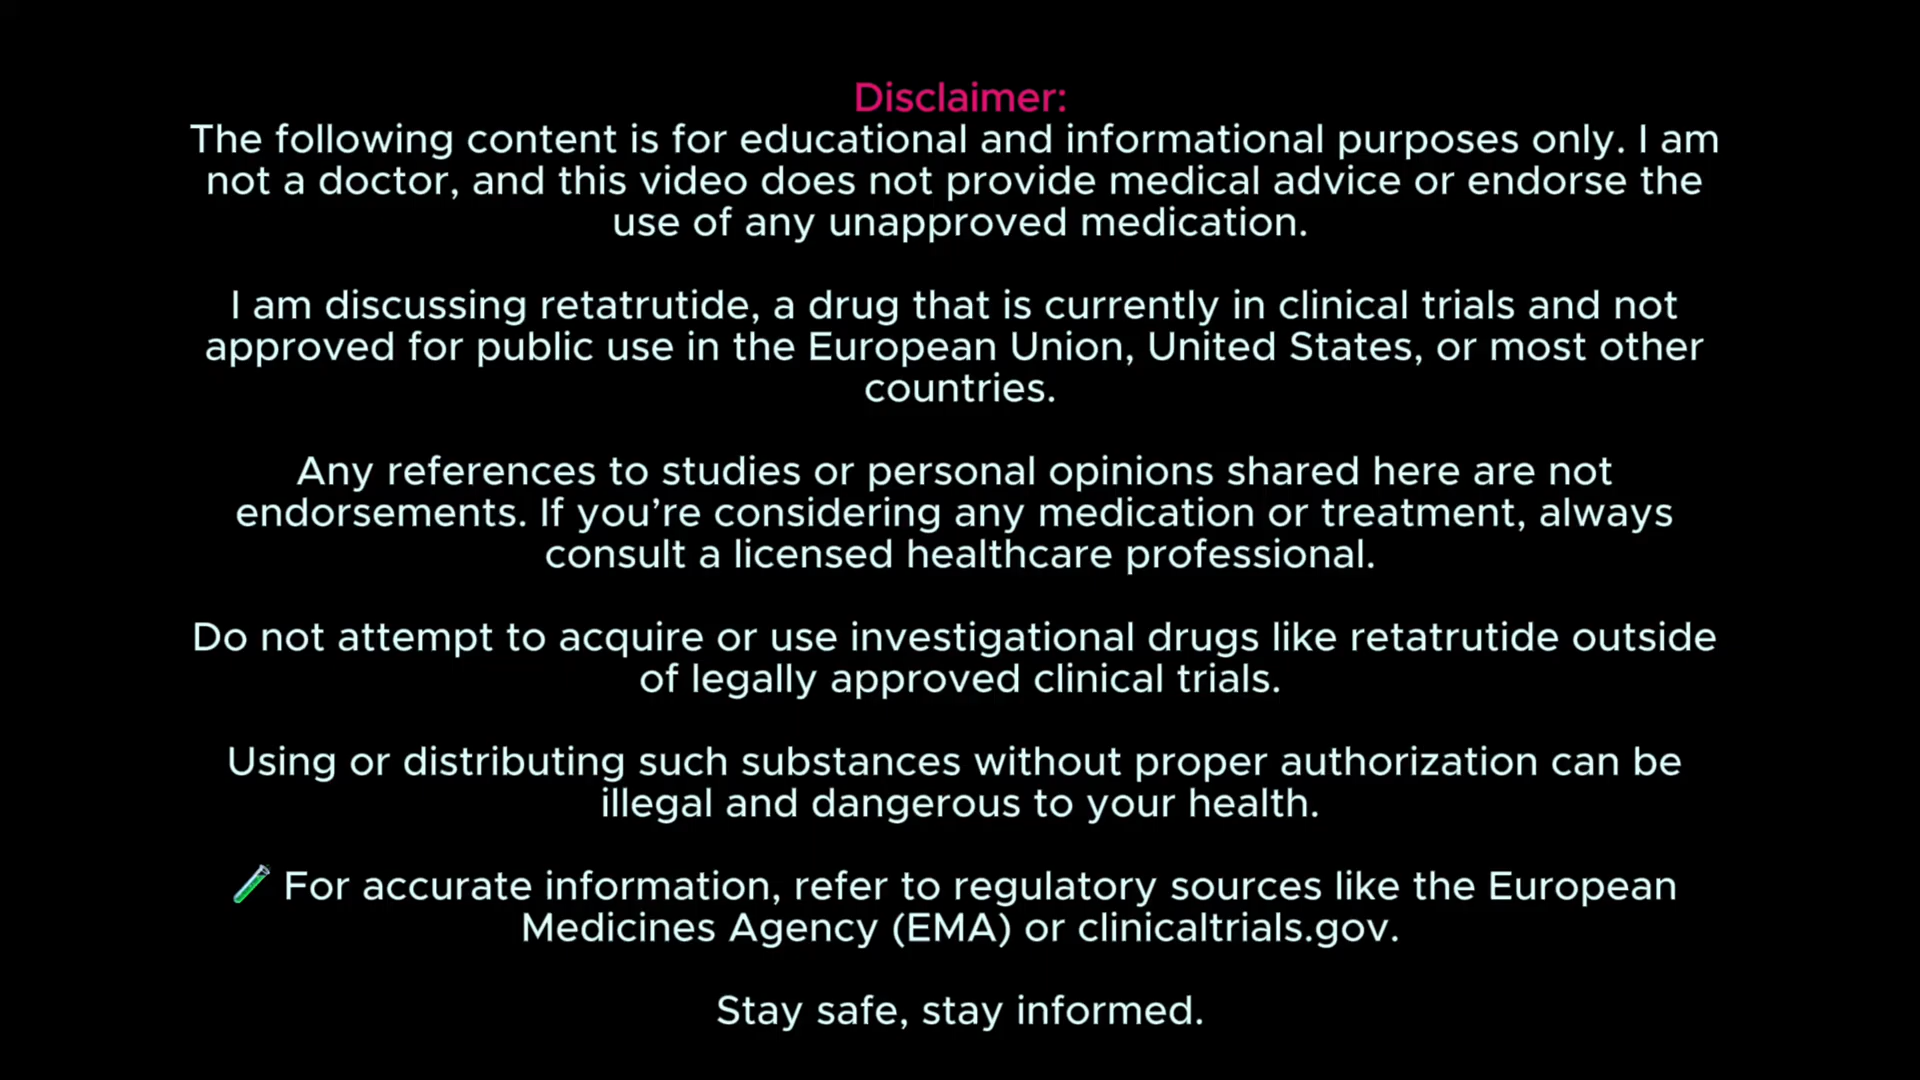 Disclaimer:
The following content is for educational and informational purposes only. I am
not a doctor, and this video does not provide medical advice or endorse the
use of any unapproved medication.
I am discussing retatrutide, a drug that is currently in clinical trials and not
approved for public use in the European Union, United States, or most other
countries.
Any references to studies or personal opinions shared here are not
endorsements. If you’re considering any medication or treatment, always
consult a licensed healthcare professional.
Do not attempt to acquire or use investigational drugs like retatrutide outside
of legally approved clinical trials.
Using or distributing such substances without proper authorization can be
illegal and dangerous to your health.
🧪 For accurate information, refer to regulatory sources like the European
Medicines Agency (EMA) or clinicaltrials.gov.
Stay safe, stay informed.